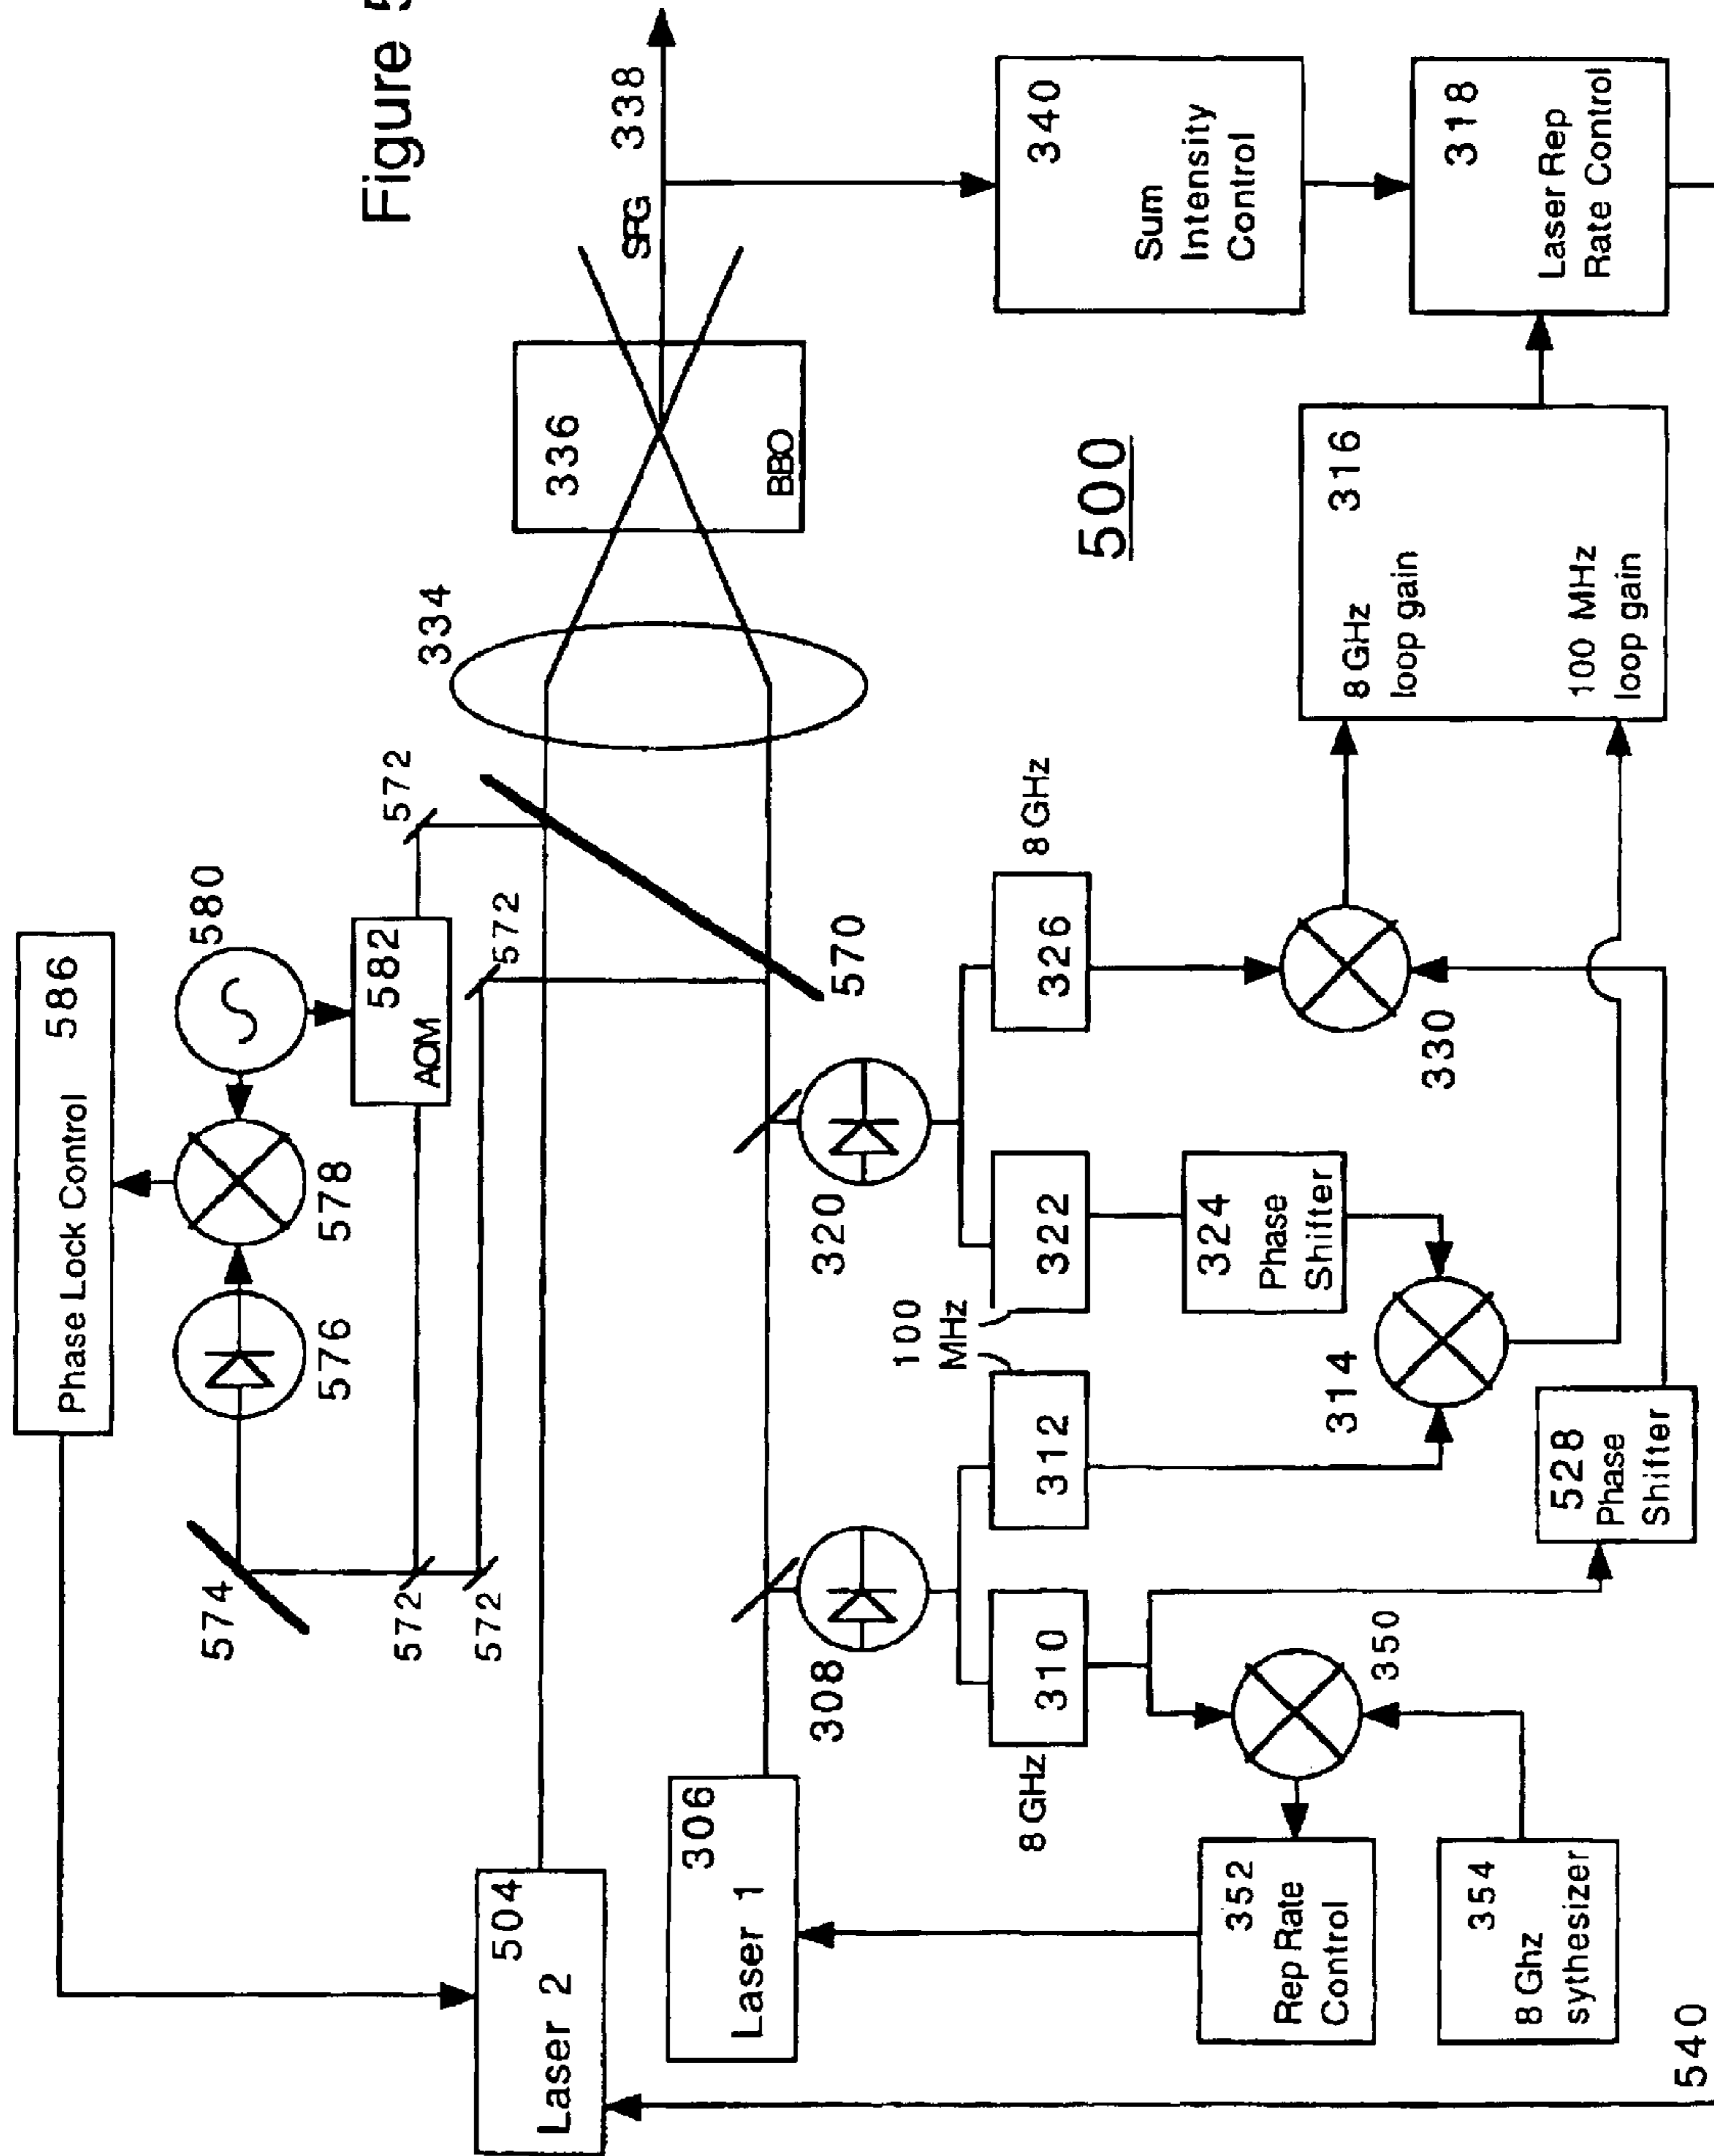 Figure 5
586
Phase Lock Control
580
582
AOM
578
576
574
572
572
572
572
570
334
336
BBO
SFG
338
504
Laser 2
306
Laser 1
308
320
340
Sum
Intensity
Control
318
Laser Rep
Rate Control
500
8 GHz
310
312
100
MHz
322
324
Phase
Shifter
8 GHz
326
330
314
316
8 GHz
loop gain
100 MHz
loop gain
528
Phase
Shifter
350
352
Rep Rate
Control
354
8 Ghz
sythesizer
540